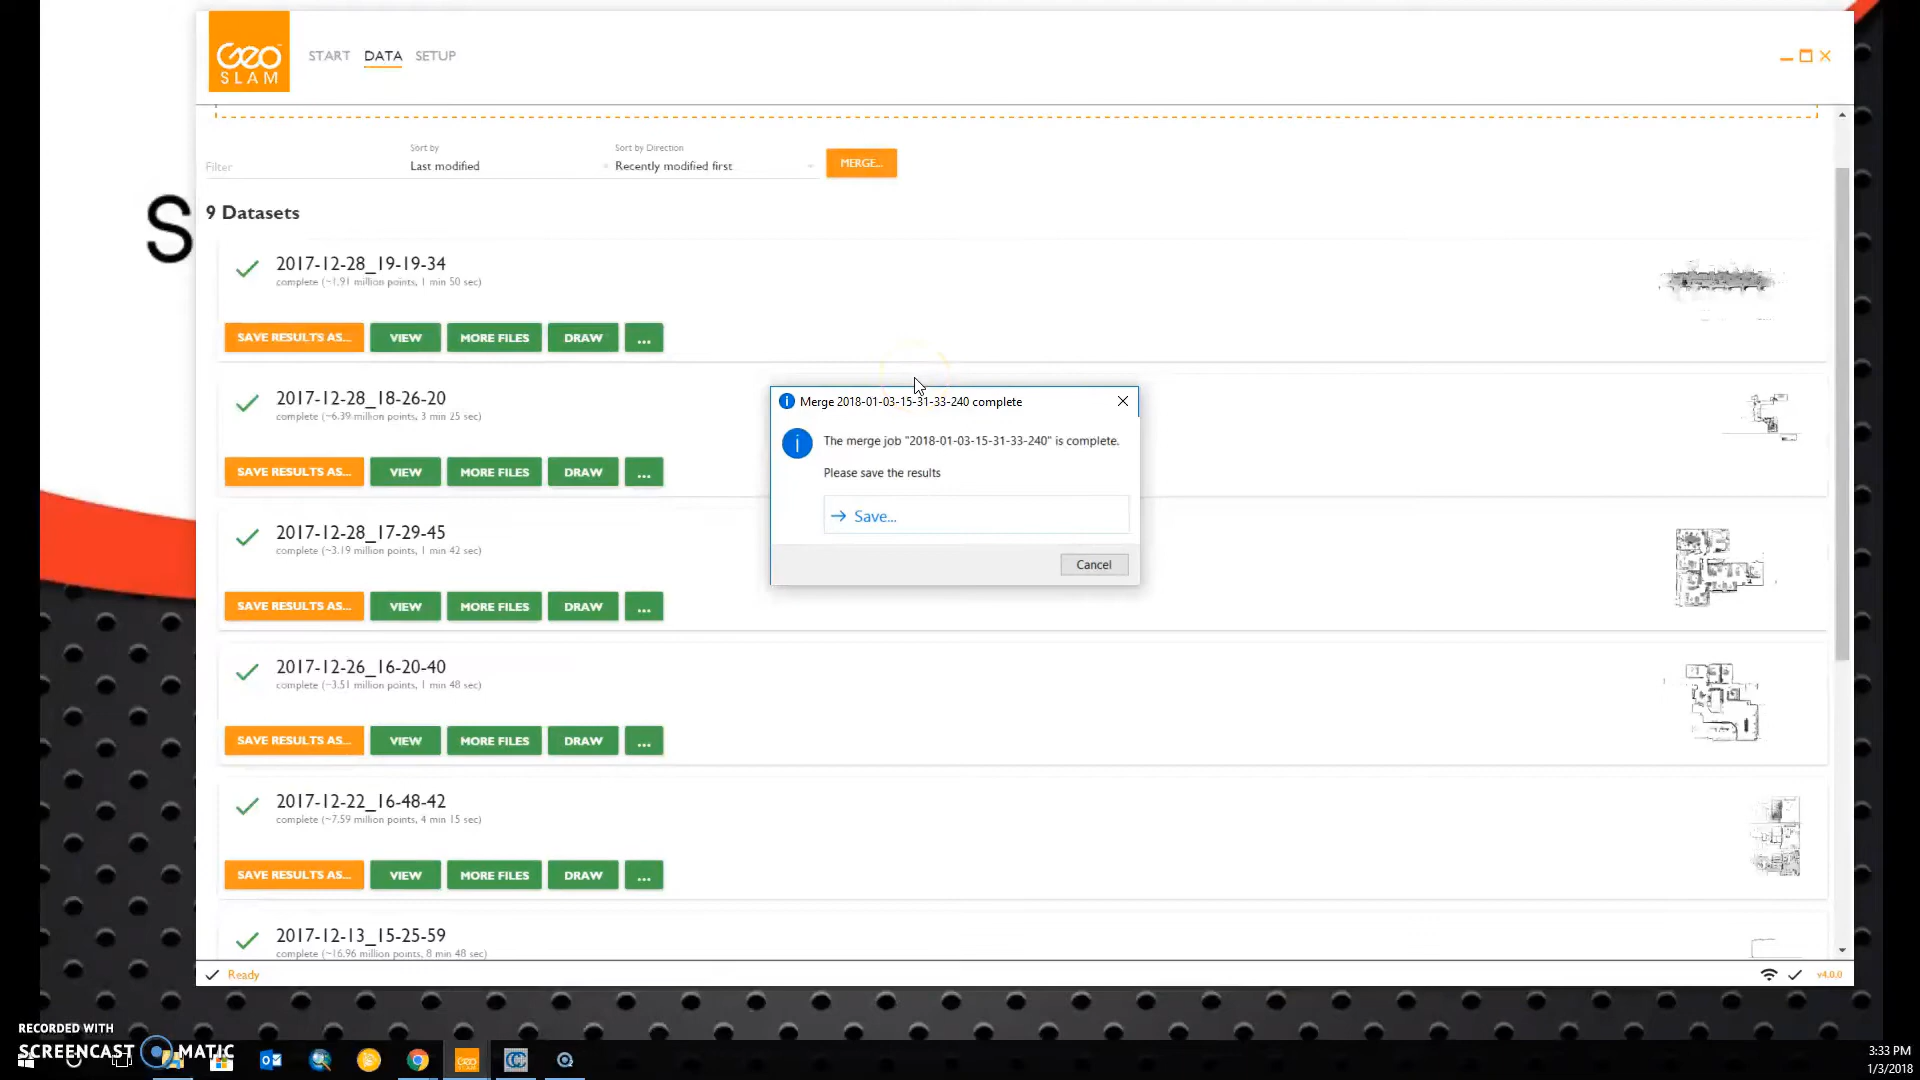 S
Geo
SLAM
START DATA SETUP
Filter
Sort by
Last modified
Sort by Direction
Recently modified first
MERGE...
9 Datasets
2017-12-28_19-19-34
complete (~1.91 million points, 1 min 50 sec)
SAVE RESULTS AS... VIEW MORE FILES DRAW ...
2017-12-28_18-26-20
complete (~6.39 million points, 3 min 25 sec)
SAVE RESULTS AS... VIEW MORE FILES DRAW ...
2017-12-28_17-29-45
complete (~3.19 million points, 1 min 42 sec)
SAVE RESULTS AS... VIEW MORE FILES DRAW ...
2017-12-26_16-20-40
complete (~3.51 million points, 1 min 48 sec)
SAVE RESULTS AS... VIEW MORE FILES DRAW ...
2017-12-22_16-48-42
complete (~7.59 million points, 4 min 15 sec)
SAVE RESULTS AS... VIEW MORE FILES DRAW ...
2017-12-13_15-25-59
complete (~16.96 million points, 8 min 48 sec)
Merge 2018-01-03-15-31-33-240 complete
The merge job "2018-01-03-15-31-33-240" is complete.
Please save the results
Save...
Cancel
Ready
v4.0.0
RECORDED WITH
SCREENCAST MATIC
3:33 PM
1/3/2018